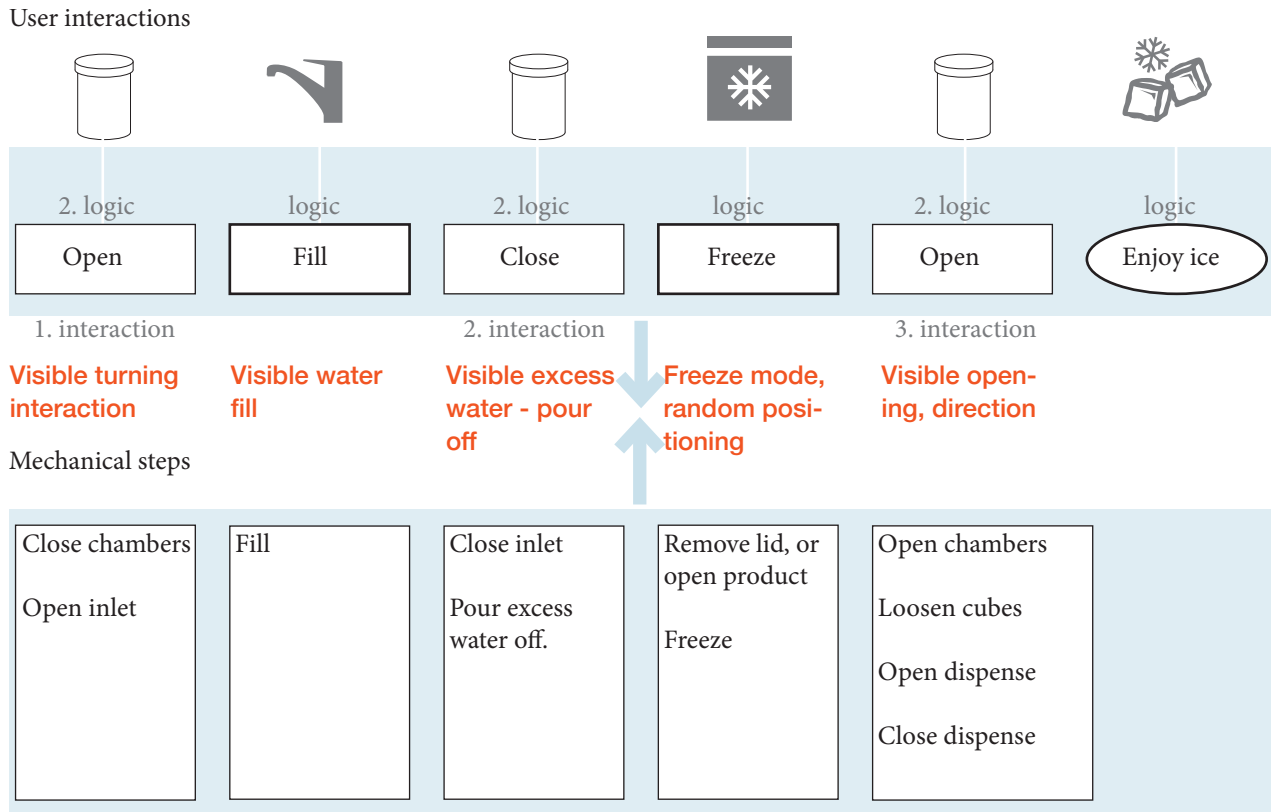 User interactions
2. logic
logic
2. logic
logic
2. logic
logic
Open
Fill
Close
Freeze
Open
Enjoy ice
1. interaction
2. interaction
3. interaction
Visible turning
interaction
Visible water
fill
Visible excess
water - pour
off
Freeze mode,
random posi-
tioning
Visible open-
ing, direction
Mechanical steps
Close chambers
Open inlet
Fill
Close inlet
Pour excess
water off.
Remove lid, or
open product
Freeze
Open chambers
Loosen cubes
Open dispense
Close dispense